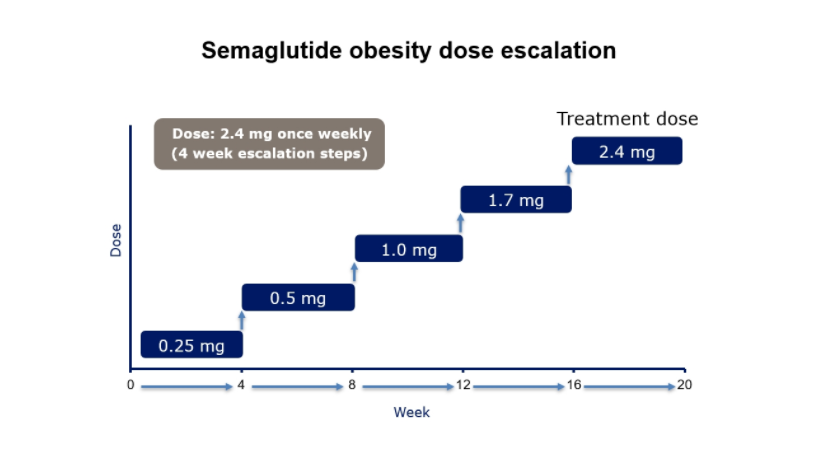 Semaglutide obesity dose escalation
Treatment dose
Dose: 2.4 mg once weekly
(4 week escalation steps)
2.4 mg
1.7 mg
1.0 mg
0.5 mg
0.25 mg
Dose
0 4 8 12 16 20
Week